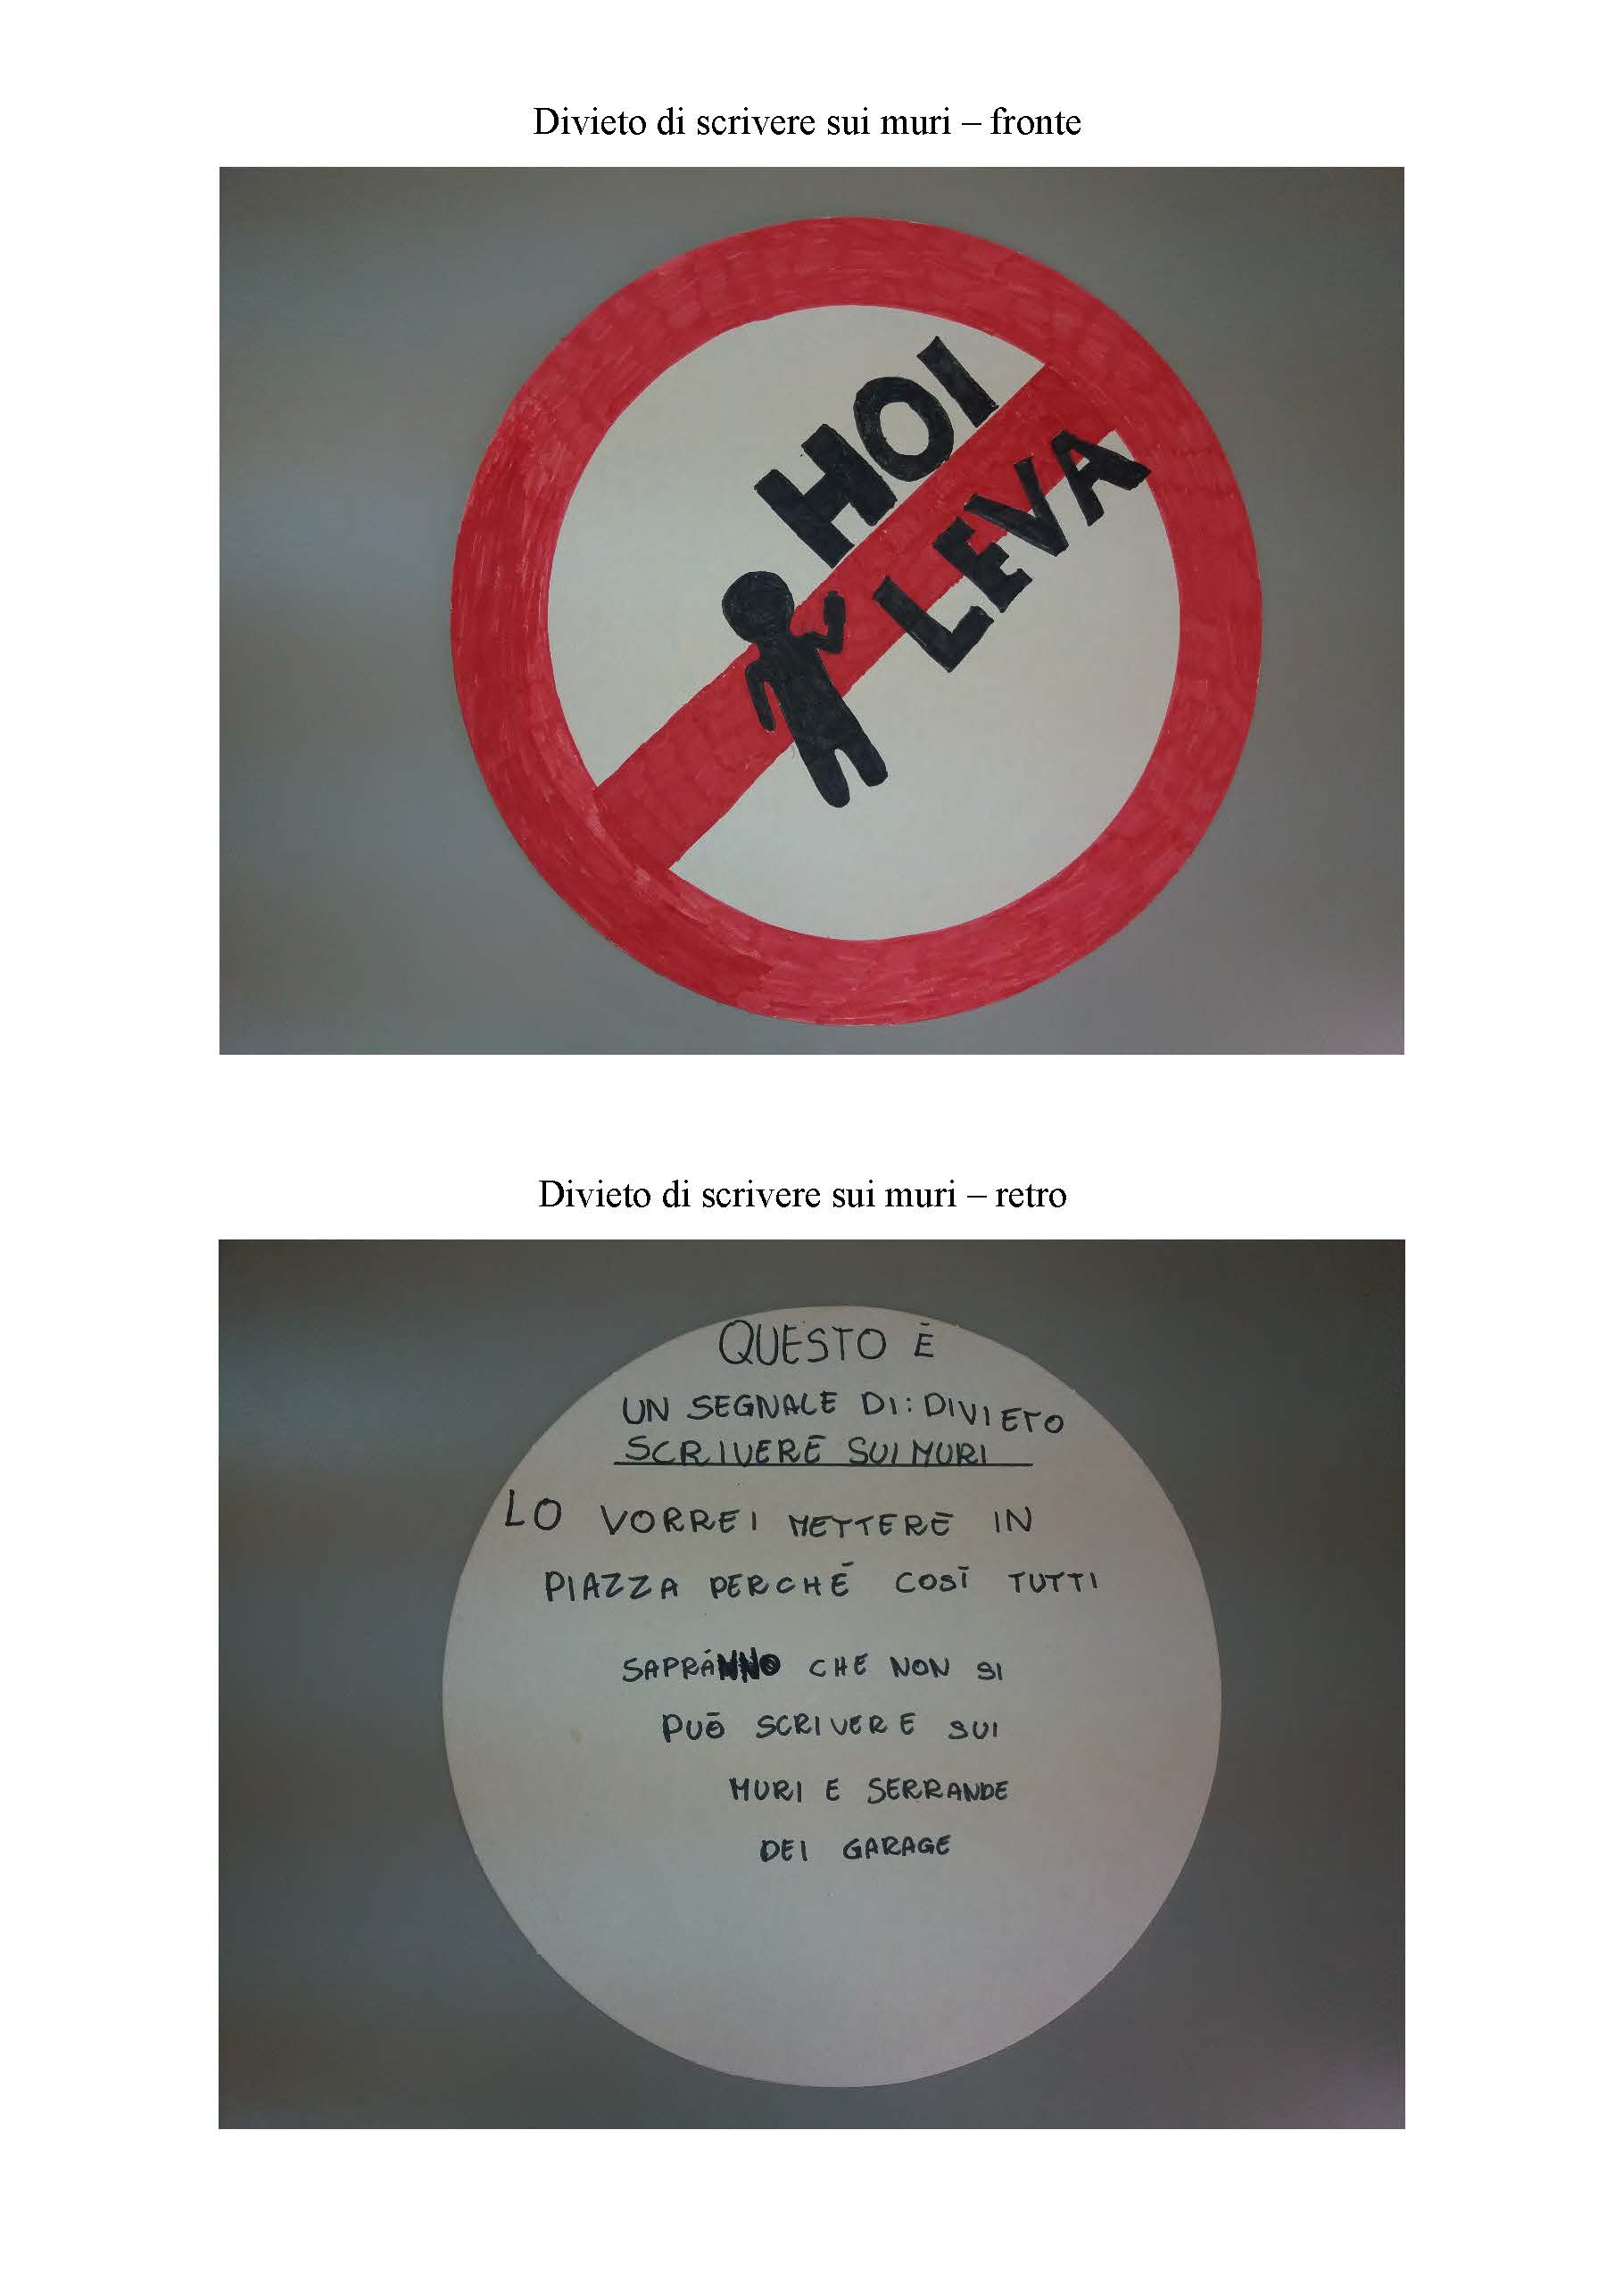 Divieto di scrivere sui muri – fronte
HOI
LEVA
Divieto di scrivere sui muri – retro
QUESTO È
UN SEGNALE DI: DIVIETO
SCRIVERE SUI MURI
LO VORREI METTERE IN
PIAZZA PERCHÉ COSÌ TUTTI
SAPRÁNNO CHE NON SI
PUÒ SCRIVERE SUI
MURI E SERRANDE
DEI GARAGE